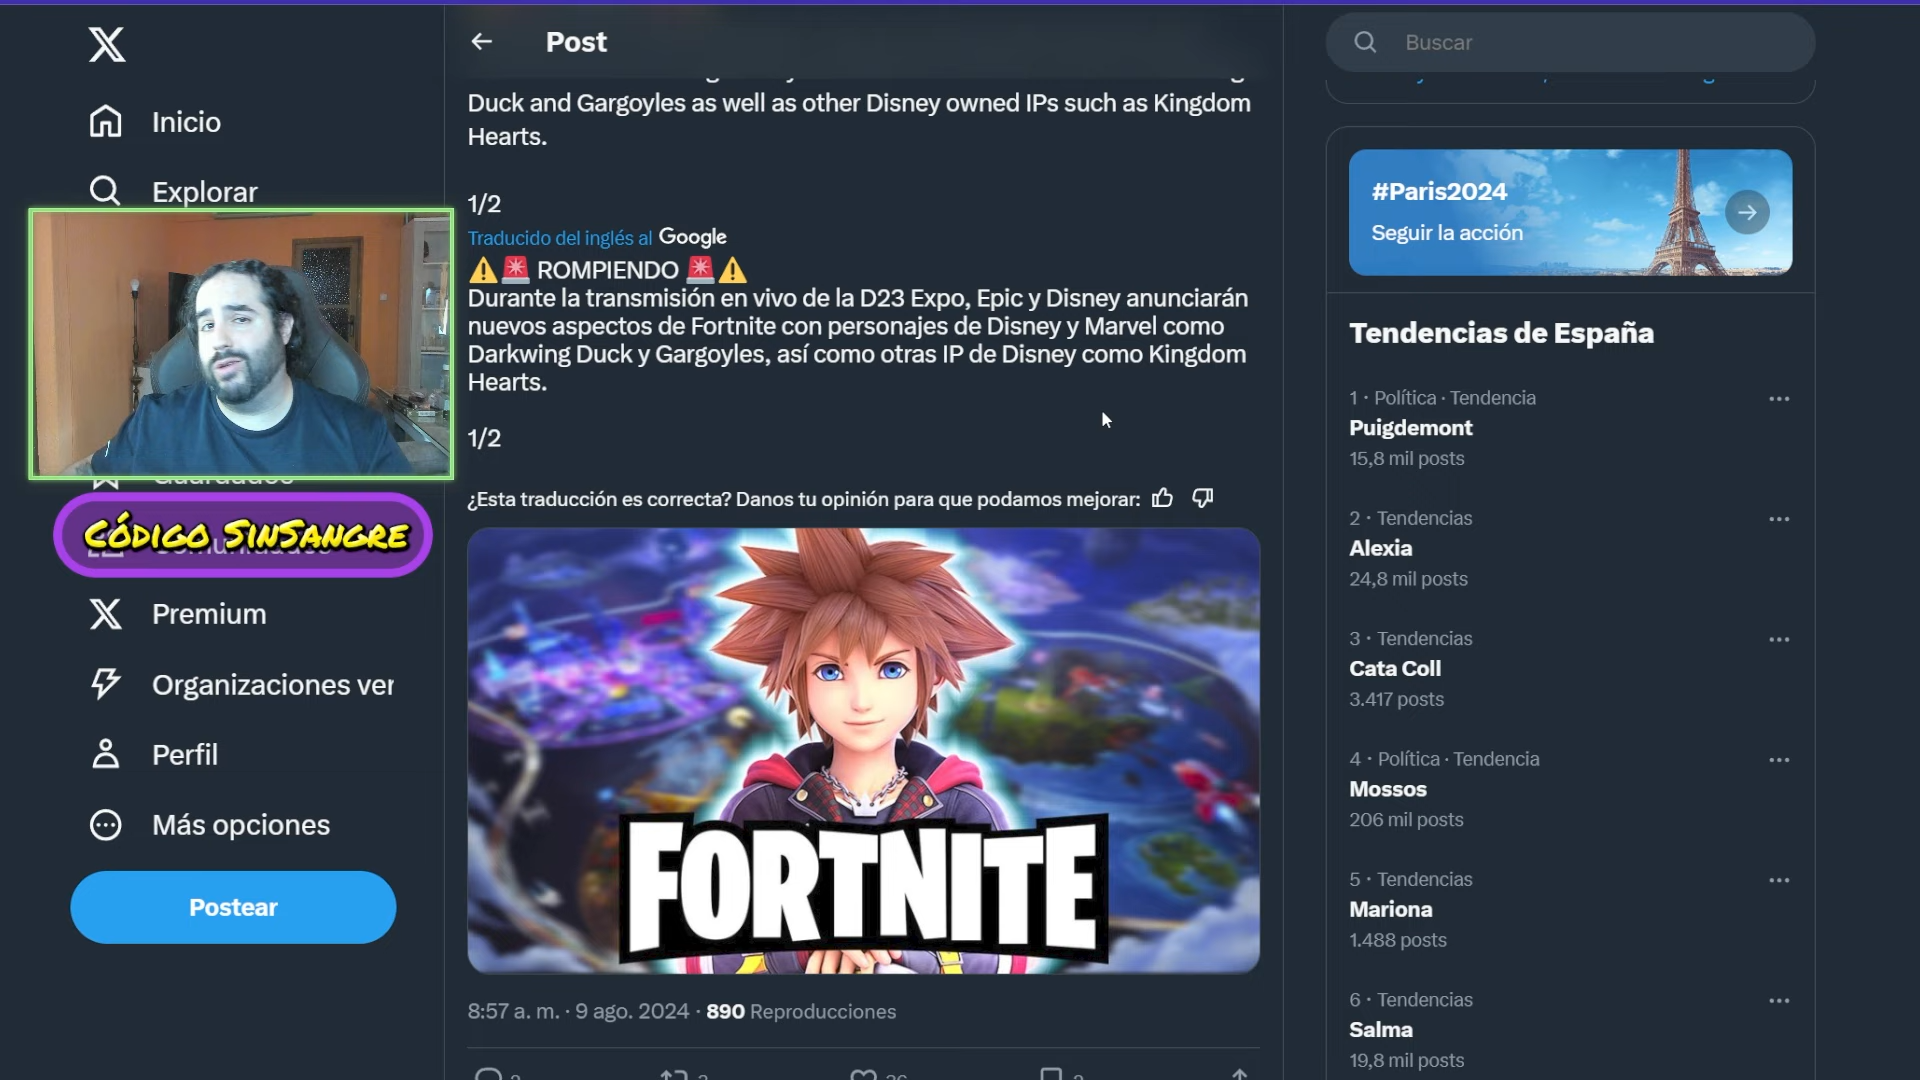 Post
Buscar
Inicio
Explorar
Código SinSangre
Premium
Organizaciones ver
Perfil
Más opciones
Postear
Duck and Gargoyles as well as other Disney owned IPs such as Kingdom
Hearts.
1/2
Traducido del inglés al Google
⚠️🚨 ROMPIENDO 🚨⚠️
Durante la transmisión en vivo de la D23 Expo, Epic y Disney anunciarán
nuevos aspectos de Fortnite con personajes de Disney y Marvel como
Darkwing Duck y Gargoyles, así como otras IP de Disney como Kingdom
Hearts.
1/2
¿Esta traducción es correcta? Danos tu opinión para que podamos mejorar:
FORTNITE
8:57 a. m. · 9 ago. 2024 · 890 Reproducciones
#Paris2024
Seguir la acción
Tendencias de España
1 · Política · Tendencia
Puigdemont
15,8 mil posts
2 · Tendencias
Alexia
24,8 mil posts
3 · Tendencias
Cata Coll
3.417 posts
4 · Política · Tendencia
Mossos
206 mil posts
5 · Tendencias
Mariona
1.488 posts
6 · Tendencias
Salma
19,8 mil posts